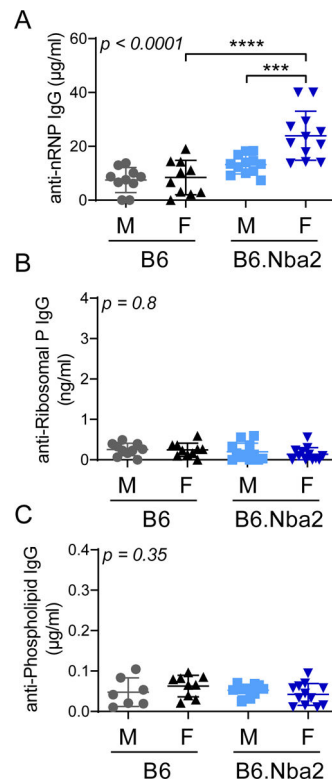 A
anti-nRNP IgG (μg/ml)
60
40
20
0
p < 0.0001
****
***
M F M F
B6 B6.Nba2
B
anti-Ribosomal P IgG
(ng/ml)
4
3
2
1
0
p = 0.8
M F M F
B6 B6.Nba2
C
anti-Phospholipid IgG
(μg/ml)
0.4
0.3
0.2
0.1
0.0
p = 0.35
M F M F
B6 B6.Nba2